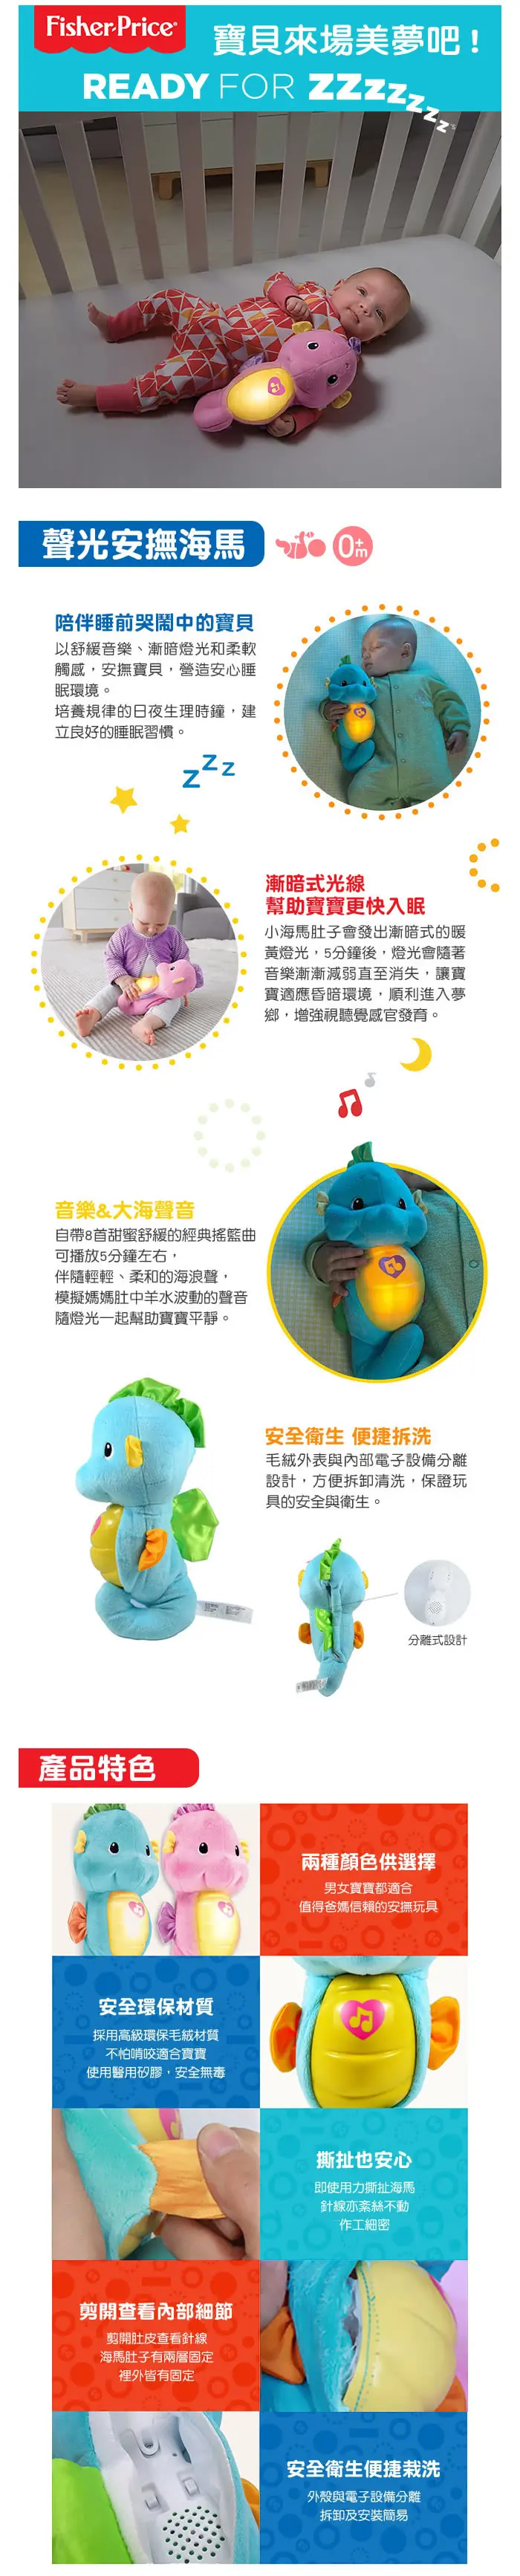 Fisher-Price
寶貝來場美夢吧！
READY FOR ZZzzzzzz
聲光安撫海馬
0+m
陪伴睡前哭鬧中的寶貝
以舒緩音樂、漸暗燈光和柔軟
觸感，安撫寶貝，營造安心睡
眠環境。
培養規律的日夜生理時鐘，建
立良好的睡眠習慣。
zzz
漸暗式光線
幫助寶寶更快入眠
小海馬肚子會發出漸暗式的暖
黃燈光，5分鐘後，燈光會隨著
音樂漸漸減弱直至消失，讓寶
寶適應昏暗環境，順利進入夢
鄉，增強視聽覺感官發育。
音樂&大海聲音
自帶8首甜蜜舒緩的經典搖籃曲
可播放5分鐘左右，
伴隨輕輕、柔和的海浪聲，
模擬媽媽肚中羊水波動的聲音
隨燈光一起幫助寶寶平靜。
安全衛生 便捷拆洗
毛絨外表與內部電子設備分離
設計，方便拆卸清洗，保證玩
具的安全與衛生。
分離式設計
產品特色
兩種顏色供選擇
男女寶寶都適合
值得爸媽信賴的安撫玩具
安全環保材質
採用高級環保毛絨材質
不怕啃咬適合寶寶
使用醫用矽膠，安全無毒
撕扯也安心
即使用力撕扯海馬
針線亦紊絲不動
作工細密
剪開查看內部細節
剪開肚皮查看針線
海馬肚子有兩層固定
裡外皆有固定
安全衛生便捷栽洗
外殼與電子設備分離
拆卸及安裝簡易